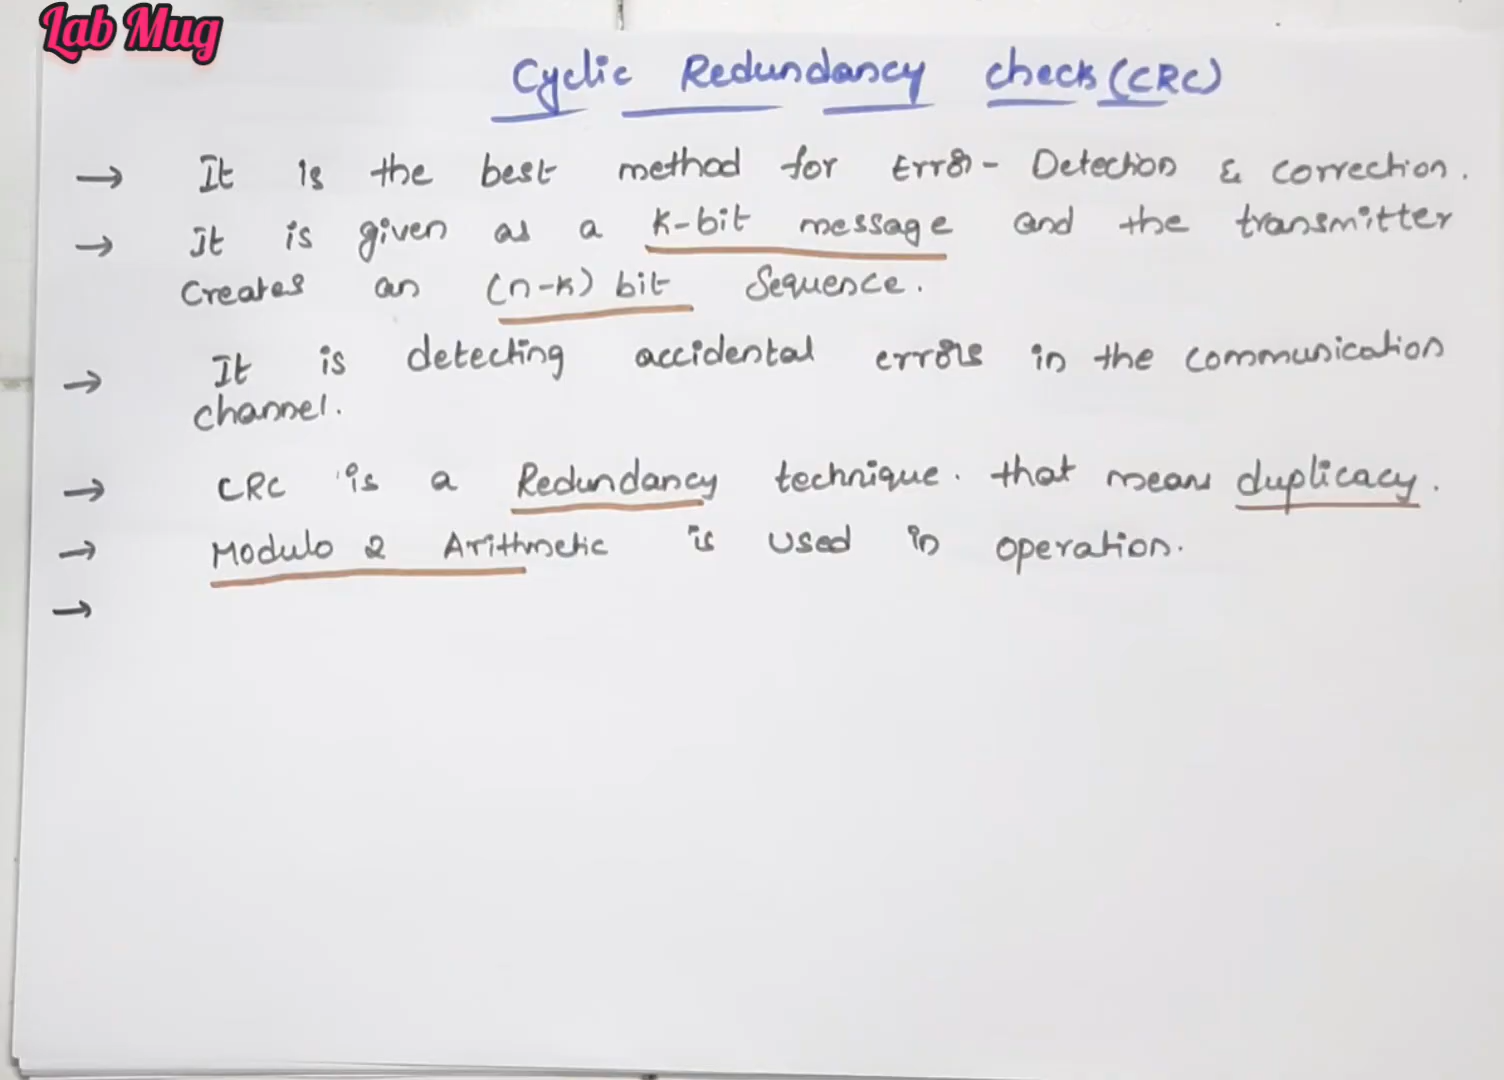 Lab Mug
Cyclic Redundancy check (CRC)
→ It is the best method for Error-Detection & correction.
→ It is given as a k-bit message and the transmitter
creates an (n-k) bit Sequence.
→ It is detecting accidental errors in the communication
channel.
→ CRC is a Redundancy technique. that means duplicacy.
→ Modulo 2 Arithmetic is used in operation.
→